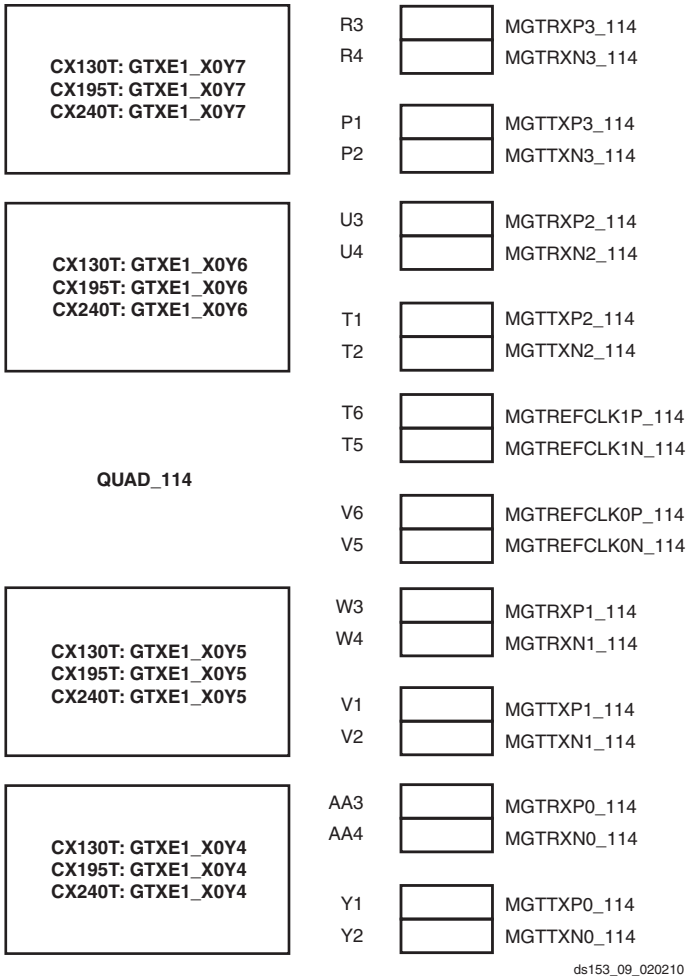 R3 MGTRXP3_114
R4 MGTRXN3_114
CX130T: GTXE1_X0Y7
CX195T: GTXE1_X0Y7
CX240T: GTXE1_X0Y7
P1 MGTTXP3_114
P2 MGTTXN3_114
U3 MGTRXP2_114
U4 MGTRXN2_114
CX130T: GTXE1_X0Y6
CX195T: GTXE1_X0Y6
CX240T: GTXE1_X0Y6
T1 MGTTXP2_114
T2 MGTTXN2_114
T6 MGTREFCLK1P_114
T5 MGTREFCLK1N_114
QUAD_114
V6 MGTREFCLK0P_114
V5 MGTREFCLK0N_114
W3 MGTRXP1_114
W4 MGTRXN1_114
CX130T: GTXE1_X0Y5
CX195T: GTXE1_X0Y5
CX240T: GTXE1_X0Y5
V1 MGTTXP1_114
V2 MGTTXN1_114
AA3 MGTRXP0_114
AA4 MGTRXN0_114
CX130T: GTXE1_X0Y4
CX195T: GTXE1_X0Y4
CX240T: GTXE1_X0Y4
Y1 MGTTXP0_114
Y2 MGTTXN0_114
ds153_09_020210